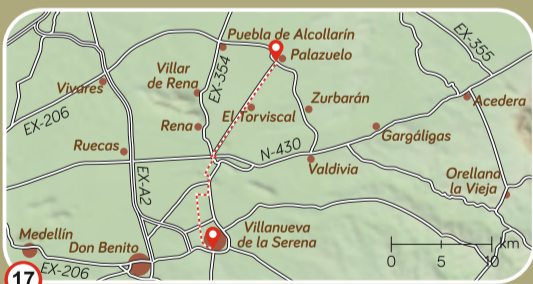 Puebla de Alcollarín
Palazuelo
EX-355
Villar
de Rena
EX-354
Vivares
El Torviscal
Zurbarán
Acedera
EX-206
Rena
Gargáligas
Ruecas
N-430
Valdivia
EX-A2
Orellana
la Vieja
Medellín
Don Benito
Villanueva
de la Serena
EX-206
0 5 10 km
17